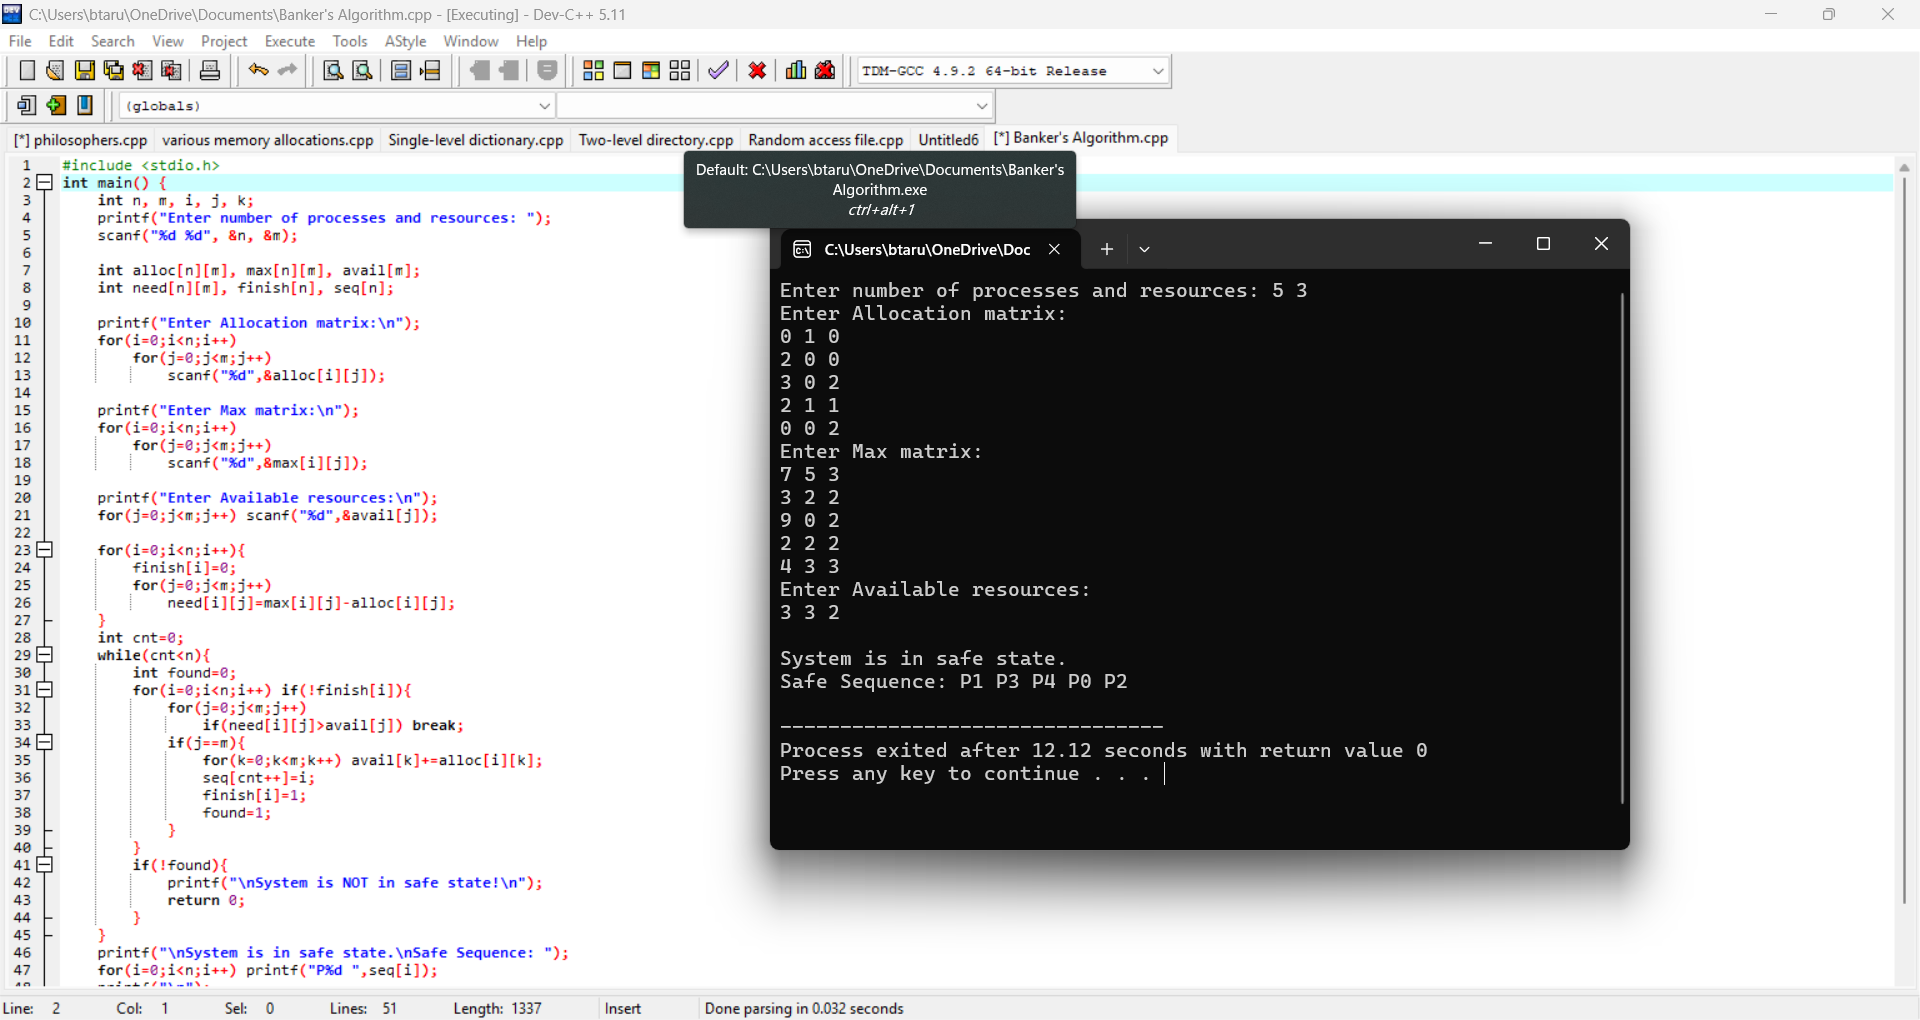 C:\Users\btaru\OneDrive\Documents\Banker's Algorithm.cpp - [Executing] - Dev-C++ 5.11
File Edit Search View Project Execute Tools AStyle Window Help
TDM-GCC 4.9.2 64-bit Release
(globals)
[*] philosophers.cpp various memory allocations.cpp Single-level dictionary.cpp Two-level directory.cpp Random access file.cpp Untitled6 [*] Banker's Algorithm.cpp
Default: C:\Users\btaru\OneDrive\Documents\Banker's
Algorithm.exe
ctrl+alt+1
1 #include <stdio.h>
2 int main() {
3 int n, m, i, j, k;
4 printf("Enter number of processes and resources: ");
5 scanf("%d %d", &n, &m);
6
7 int alloc[n][m], max[n][m], avail[m];
8 int need[n][m], finish[n], seq[n];
9
10 printf("Enter Allocation matrix:\n");
11 for(i=0;i<n;i++)
12 for(j=0;j<m;j++)
13 scanf("%d",&alloc[i][j]);
14
15 printf("Enter Max matrix:\n");
16 for(i=0;i<n;i++)
17 for(j=0;j<m;j++)
18 scanf("%d",&max[i][j]);
19
20 printf("Enter Available resources:\n");
21 for(j=0;j<m;j++) scanf("%d",&avail[j]);
22
23 for(i=0;i<n;i++){
24 finish[i]=0;
25 for(j=0;j<m;j++)
26 need[i][j]=max[i][j]-alloc[i][j];
27 }
28 int cnt=0;
29 while(cnt<n){
30 int found=0;
31 for(i=0;i<n;i++) if(!finish[i]){
32 for(j=0;j<m;j++)
33 if(need[i][j]>avail[j]) break;
34 if(j==m){
35 for(k=0;k<m;k++) avail[k]+=alloc[i][k];
36 seq[cnt++]=i;
37 finish[i]=1;
38 found=1;
39 }
40 }
41 if(!found){
42 printf("\nSystem is NOT in safe state!\n");
43 return 0;
44 }
45 }
46 printf("\nSystem is in safe state.\nSafe Sequence: ");
47 for(i=0;i<n;i++) printf("P%d ",seq[i]);
C:\Users\btaru\OneDrive\Doc
Enter number of processes and resources: 5 3
Enter Allocation matrix:
0 1 0
2 0 0
3 0 2
2 1 1
0 0 2
Enter Max matrix:
7 5 3
3 2 2
9 0 2
2 2 2
4 3 3
Enter Available resources:
3 3 2
System is in safe state.
Safe Sequence: P1 P3 P4 P0 P2
--------------------------------
Process exited after 12.12 seconds with return value 0
Press any key to continue . . .
Line: 2 Col: 1 Sel: 0 Lines: 51 Length: 1337 Insert Done parsing in 0.032 seconds